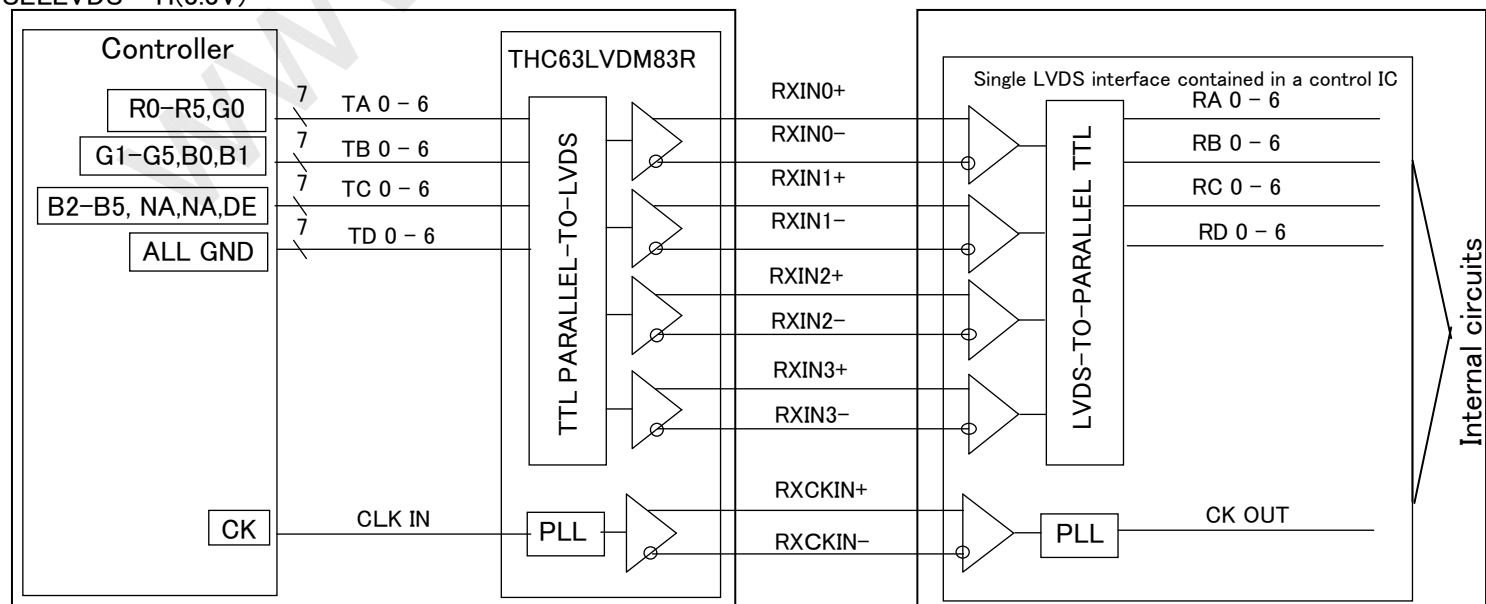 Controller
THC63LVDM83R
Single LVDS interface contained in a control IC
R0-R5,G0
7
TA 0 - 6
RXIN0+
RA 0 - 6
G1-G5,B0,B1
7
TB 0 - 6
RXIN0-
RB 0 - 6
B2-B5, NA,NA,DE
7
TC 0 - 6
RXIN1+
RC 0 - 6
ALL GND
7
TD 0 - 6
RXIN1-
RD 0 - 6
TTL PARALLEL-TO-LVDS
LVDS-TO-PARALLEL TTL
RXIN2+
RXIN2-
RXIN3+
RXIN3-
Internal circuits
CK
CLK IN
PLL
RXCKIN+
RXCKIN-
PLL
CK OUT